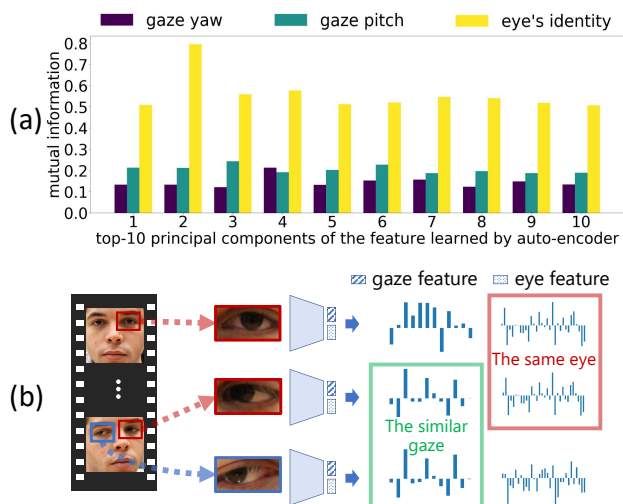 gaze yaw gaze pitch eye's identity
0.8
0.7
0.6
0.5
0.4
0.3
0.2
0.1
0.0
mutual information
(a)
1 2 3 4 5 6 7 8 9 10
top-10 principal components of the feature learned by auto-encoder
gaze feature eye feature
(b)
The same eye
The similar
gaze